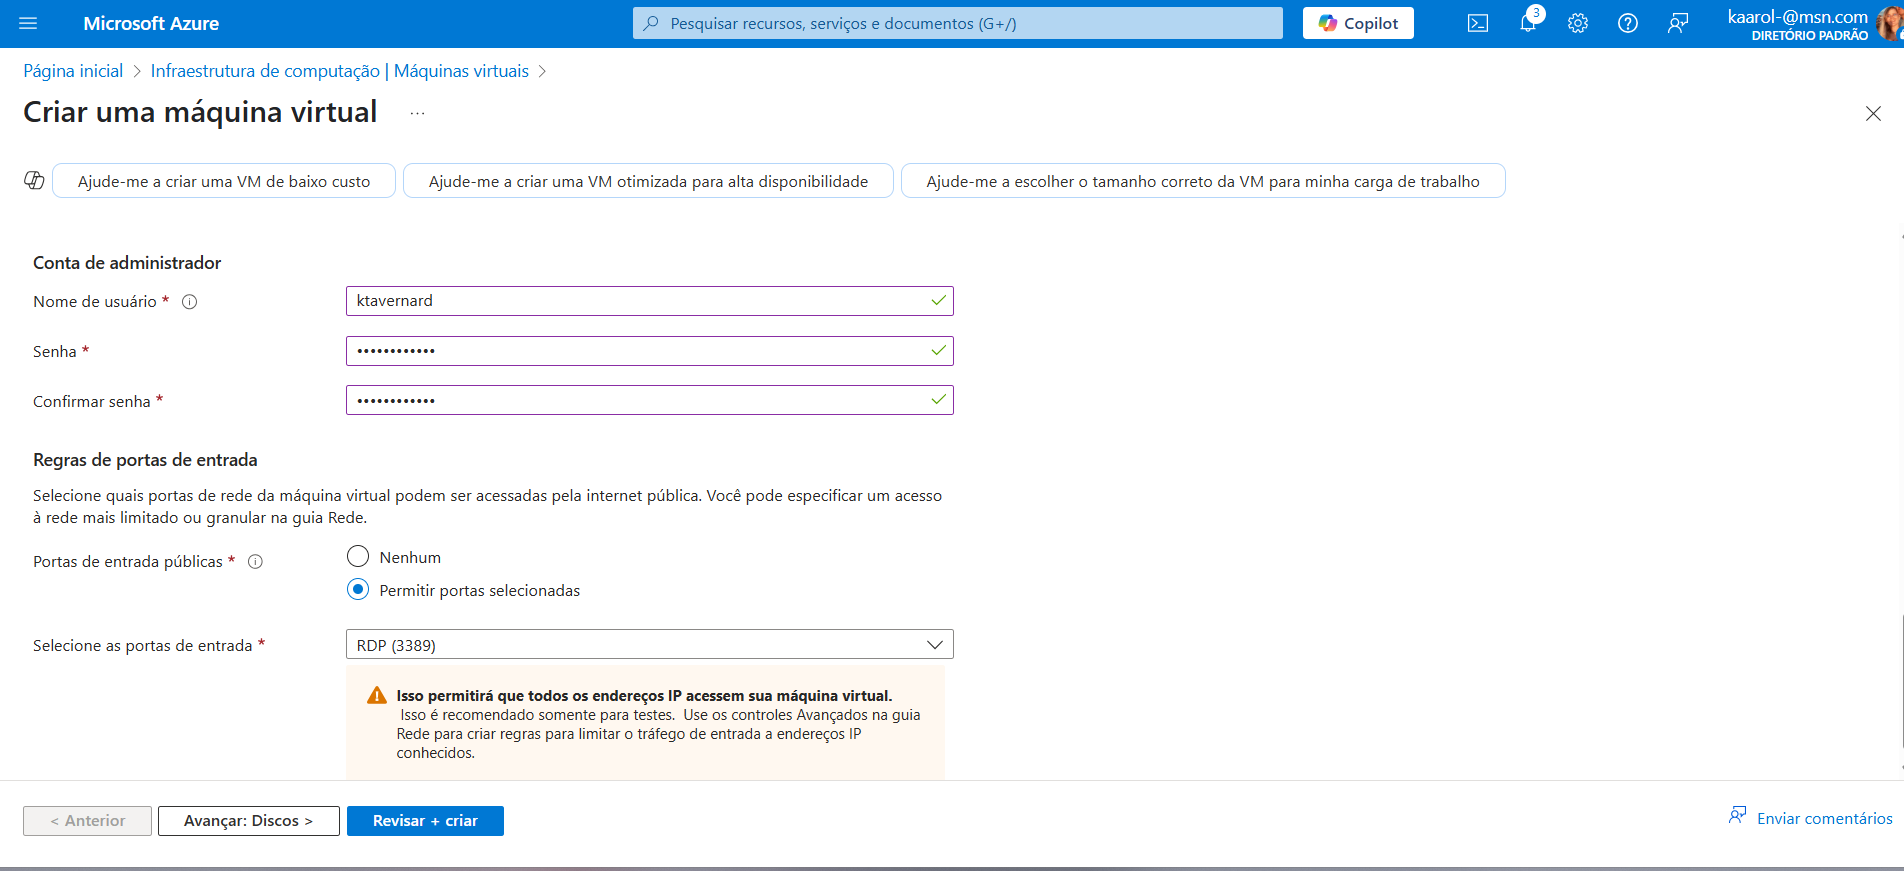 Microsoft Azure
Pesquisar recursos, serviços e documentos (G+/)
Copilot
3
kaarol-@msn.com
DIRETÓRIO PADRÃO
Página inicial > Infraestrutura de computação | Máquinas virtuais >
Criar uma máquina virtual ...
Ajude-me a criar uma VM de baixo custo
Ajude-me a criar uma VM otimizada para alta disponibilidade
Ajude-me a escolher o tamanho correto da VM para minha carga de trabalho
Conta de administrador
Nome de usuário *
ktavernard
Senha *
••••••••••••
Confirmar senha *
••••••••••••
Regras de portas de entrada
Selecione quais portas de rede da máquina virtual podem ser acessadas pela internet pública. Você pode especificar um acesso
à rede mais limitado ou granular na guia Rede.
Portas de entrada públicas *
Nenhum
Permitir portas selecionadas
Selecione as portas de entrada *
RDP (3389)
Isso permitirá que todos os endereços IP acessem sua máquina virtual.
Isso é recomendado somente para testes. Use os controles Avançados na guia
Rede para criar regras para limitar o tráfego de entrada a endereços IP
conhecidos.
< Anterior
Avançar: Discos >
Revisar + criar
Enviar comentários